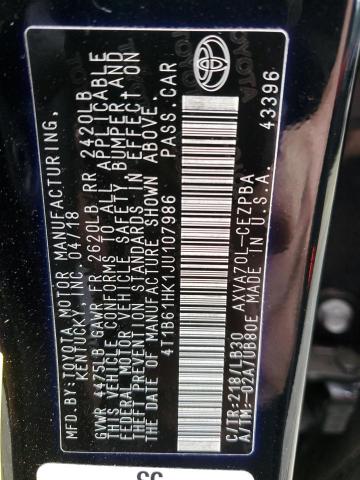 MFD.BY:TOYOTA MOTOR MANUFACTURING,
KENTUCKY, INC. 04/18
GVWR 4475LB GAWR FR 2620LB RR 2420LB
THIS VEHICLE CONFORMS TO ALL APPLICABLE
FEDERAL MOTOR VEHICLE SAFETY, BUMPER AND
THEFT PREVENTION STANDARDS IN EFFECT ON
THE DATE OF MANUFACTURE SHOWN ABOVE.
4T1B61HK1JU107986 PASS.CAR
TOYOTA
C/TR:218/LB30 AXVA70L-CEZPBA
A/TM:-02A/UB80E MADE IN U.S.A. 43396